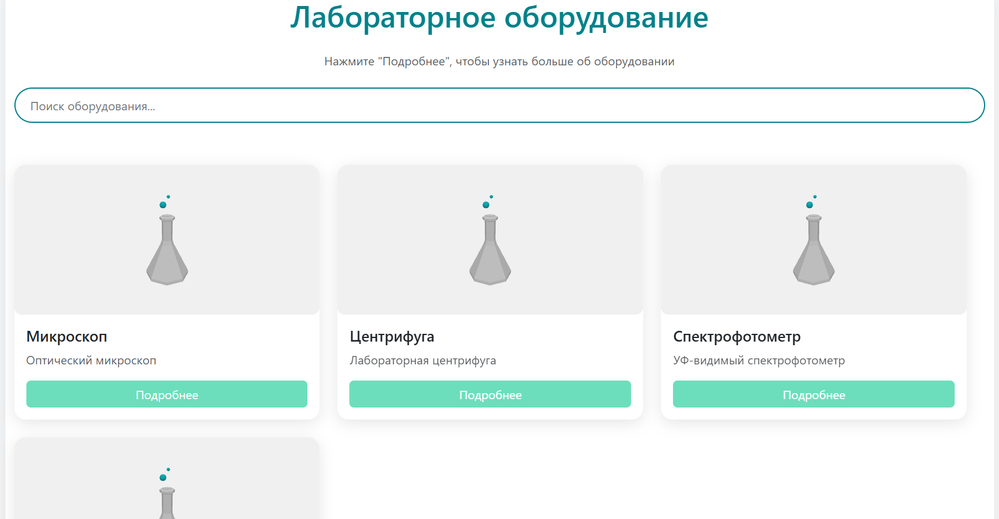 Лабораторное оборудование
Нажмите "Подробнее", чтобы узнать больше об оборудовании
Поиск оборудования...
Микроскоп
Оптический микроскоп
Подробнее
Центрифуга
Лабораторная центрифуга
Подробнее
Спектрофотометр
УФ-видимый спектрофотометр
Подробнее